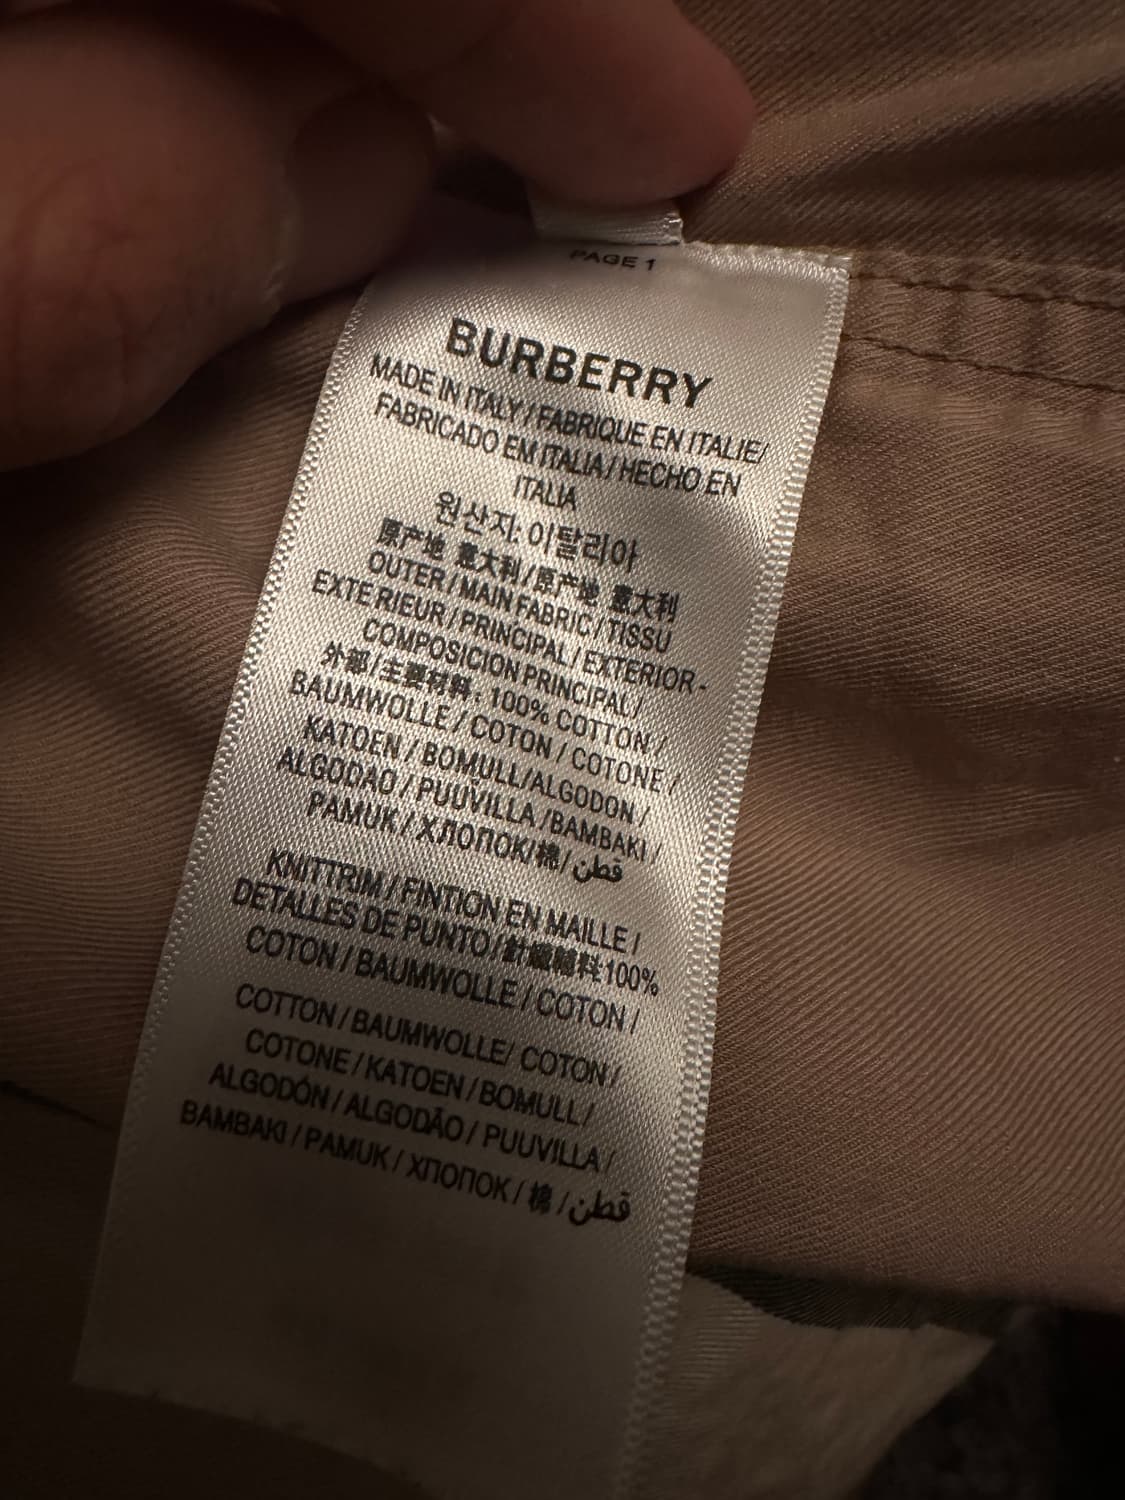 PAGE 1
BURBERRY
MADE IN ITALY / FABRIQUE EN ITALIE/
FABRICADO EM ITALIA / HECHO EN
ITALIA
원산지: 이탈리아
原产地 意大利/原产地 意大利
OUTER / MAIN FABRIC / TISSU
EXTE RIEUR / PRINCIPAL / EXTERIOR -
COMPOSICION PRINCIPAL /
外部 / 主要材料 : 100% COTTON /
BAUMWOLLE / COTON / COTONE /
KATOEN / BOMULL/ALGODON /
ALGODAO / PUUVILLA /BAMBAKI /
PAMUK / ХЛОПОК/棉/قطن
KNITTRIM / FINTION EN MAILLE /
DETALLES DE PUNTO/針織輔料100%
COTON / BAUMWOLLE / COTON /
COTTON / BAUMWOLLE/ COTON /
COTONE / KATOEN / BOMULL /
ALGODÓN / ALGODÃO / PUUVILLA /
BAMBAKI / PAMUK / ХЛОПОК / 棉 / قطن